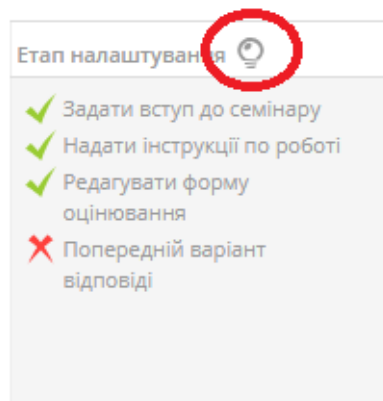 Етап налаштування
Задати вступ до семінару
Надати інструкції по роботі
Редагувати форму
оцінювання
Попередній варіант
відповіді